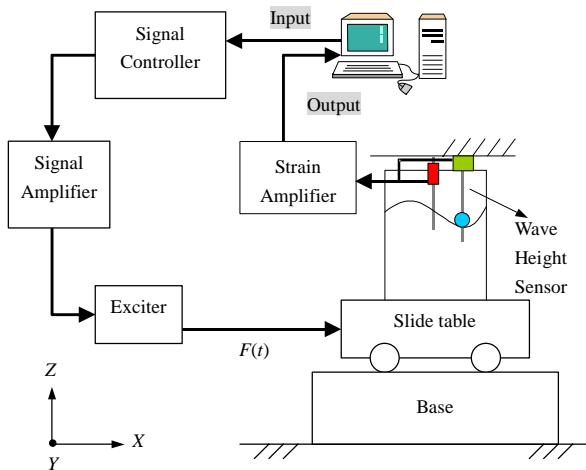 Input
Signal
Controller
Output
Signal
Amplifier
Strain
Amplifier
Wave
Height
Sensor
Exciter
F(t)
Slide table
Base
Z
X
Y